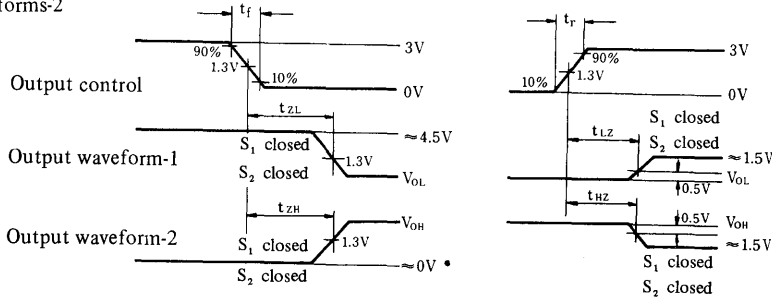 forms-2
t_f
90%
1.3V
10%
3V
0V
Output control
t_r
90%
1.3V
10%
3V
0V
t_ZL
S₁ closed
S₂ closed
≈4.5V
1.3V
V_OL
Output waveform-1
S₁ closed
S₂ closed
t_LZ
≈1.5V
V_OL
0.5V
t_ZH
S₁ closed
S₂ closed
V_OH
1.3V
≈0V
Output waveform-2
t_HZ
0.5V
V_OH
≈1.5V
S₁ closed
S₂ closed